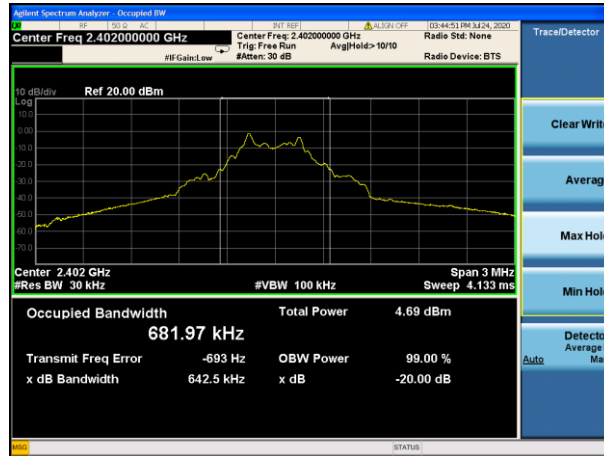 Agilent Spectrum Analyzer - Occupied BW
RF 50 Ω AC INT REF ALIGN OFF 03:44:51 PM Jul 24, 2020
Center Freq 2.402000000 GHz
Center Freq: 2.402000000 GHz
Radio Std: None
Trig: Free Run Avg|Hold:> 10/10
#IFGain:Low #Atten: 30 dB Radio Device: BTS
Trace/Detector
10 dB/div Ref 20.00 dBm
Log
10.0
0.00
-10.0
-20.0
-30.0
-40.0
-50.0
-60.0
-70.0
Center 2.402 GHz Span 3 MHz
#Res BW 30 kHz #VBW 100 kHz Sweep 4.133 ms
Clear Writ
Averag
Max Hol
Min Hol
Detecto
Average
Auto Ma
Occupied Bandwidth Total Power 4.69 dBm
681.97 kHz
Transmit Freq Error -693 Hz OBW Power 99.00 %
x dB Bandwidth 642.5 kHz x dB -20.00 dB
MSG STATUS